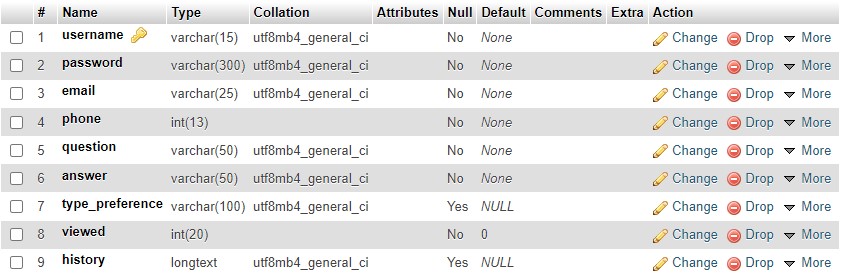 # Name Type Collation Attributes Null Default Comments Extra Action
1 username varchar(15) utf8mb4_general_ci No None Change Drop More
2 password varchar(300) utf8mb4_general_ci No None Change Drop More
3 email varchar(25) utf8mb4_general_ci No None Change Drop More
4 phone int(13) No None Change Drop More
5 question varchar(50) utf8mb4_general_ci No None Change Drop More
6 answer varchar(50) utf8mb4_general_ci No None Change Drop More
7 type_preference varchar(100) utf8mb4_general_ci Yes NULL Change Drop More
8 viewed int(20) No 0 Change Drop More
9 history longtext utf8mb4_general_ci Yes NULL Change Drop More